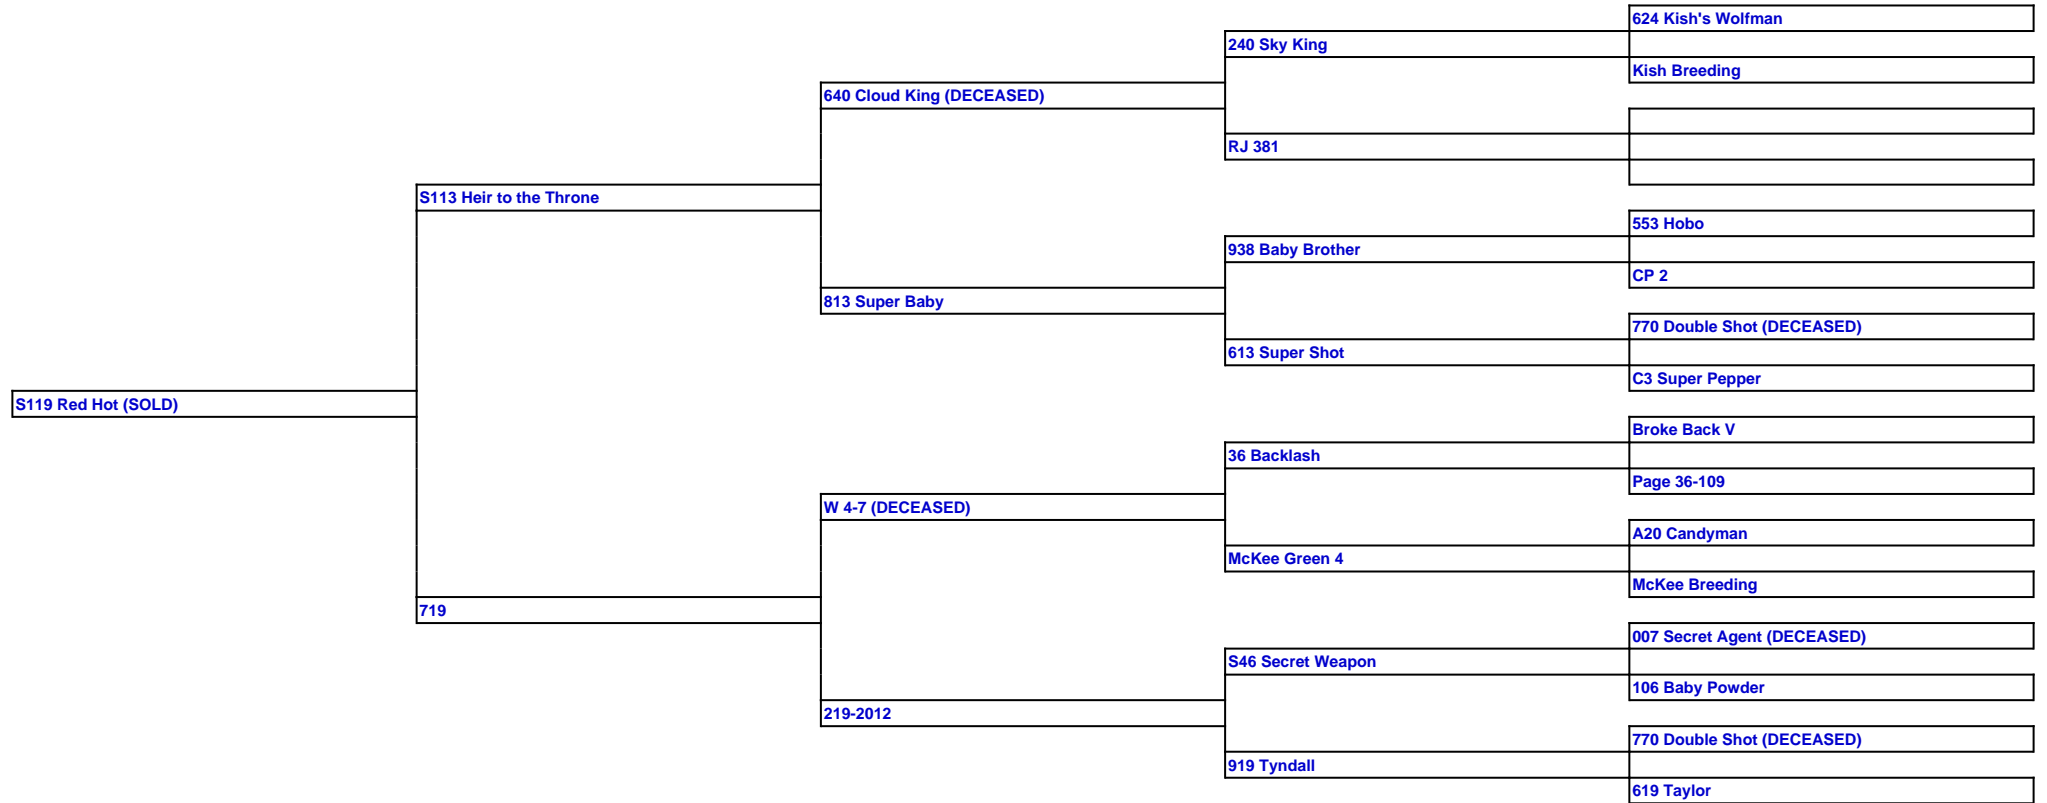 624 Kish's Wolfman
240 Sky King
Kish Breeding
640 Cloud King (DECEASED)
RJ 381
S113 Heir to the Throne
553 Hobo
938 Baby Brother
CP 2
813 Super Baby
770 Double Shot (DECEASED)
613 Super Shot
C3 Super Pepper
S119 Red Hot (SOLD)
Broke Back V
36 Backlash
Page 36-109
W 4-7 (DECEASED)
A20 Candyman
McKee Green 4
McKee Breeding
719
007 Secret Agent (DECEASED)
S46 Secret Weapon
106 Baby Powder
219-2012
770 Double Shot (DECEASED)
919 Tyndall
619 Taylor